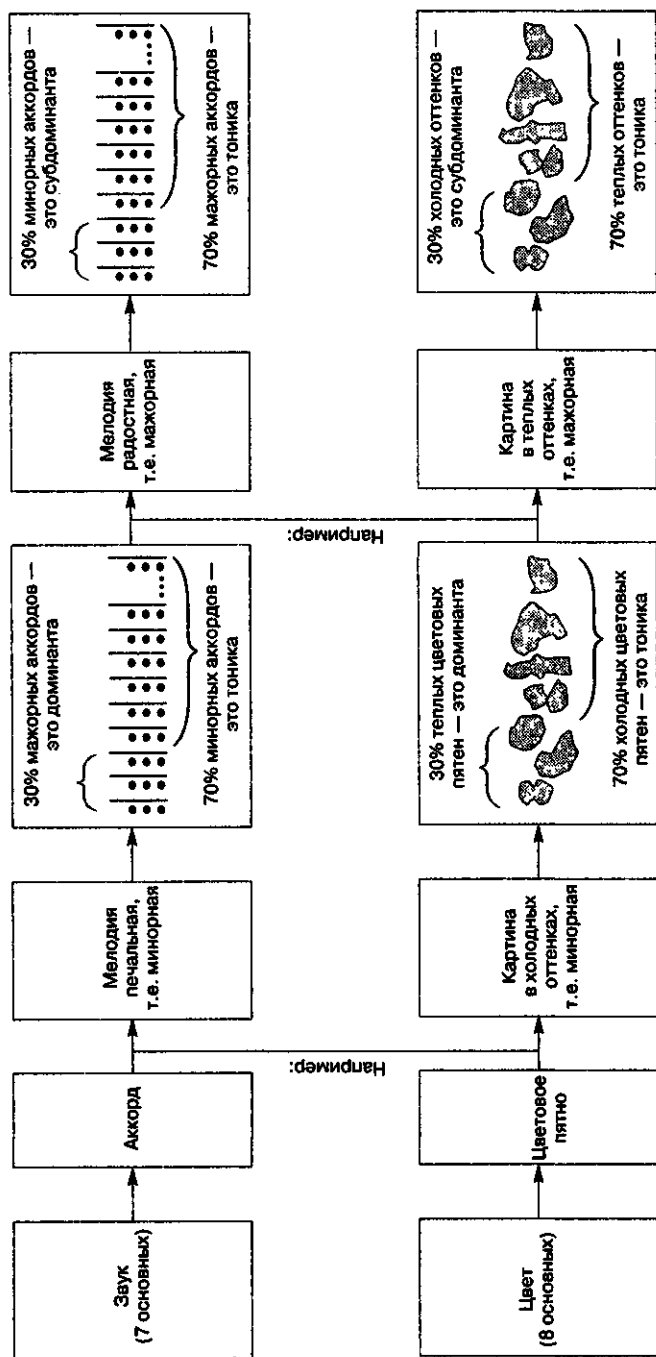 Звук
(7 основных)
Аккорд
Мелодия
печальная,
т.е. минорная
30% мажорных аккордов —
это доминанта
70% минорных аккордов —
это тоника
Мелодия
радостная,
т.е. мажорная
30% минорных аккордов —
это субдоминанта
70% мажорных аккордов —
это тоника
Например:
Например:
Цвет
(8 основных)
Цветовое
пятно
Картина
в холодных
оттенках,
т.е. минорная
30% теплых цветовых
пятен — это доминанта
70% холодных цветовых
пятен — это тоника
Картина
в теплых
оттенках,
т.е. мажорная
30% холодных оттенков —
это субдоминанта
70% теплых оттенков —
это тоника